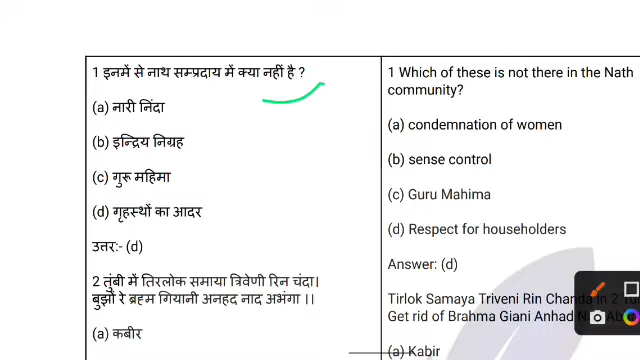 1 इनमें से नाथ सम्प्रदाय में क्या नहीं है ?
(a) नारी निंदा
(b) इन्द्रिय निग्रह
(c) गुरू महिमा
(d) गृहस्थों का आदर
उत्तर:- (d)
2 तुंबी में तिरलोक समाया त्रिवेणी रिन चंदा।
बुझो रे ब्रह्म गियानी अनहद नाद अभंगा ।।
(a) कबीर
1 Which of these is not there in the Nath
community?
(a) condemnation of women
(b) sense control
(c) Guru Mahima
(d) Respect for householders
Answer: (d)
Tirlok Samaya Triveni Rin Chanda in 2
Get rid of Brahma Giani Anhad
(a) Kabir